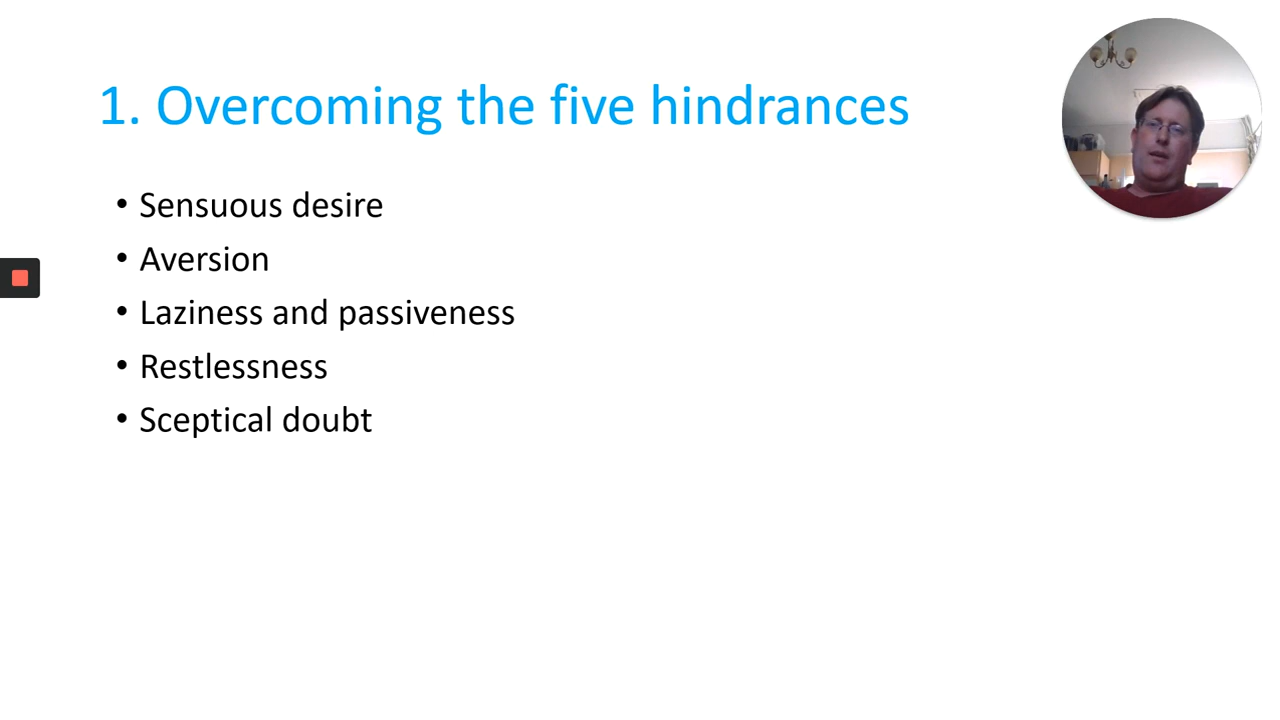 1. Overcoming the five hindrances
• Sensuous desire
• Aversion
• Laziness and passiveness
• Restlessness
• Sceptical doubt